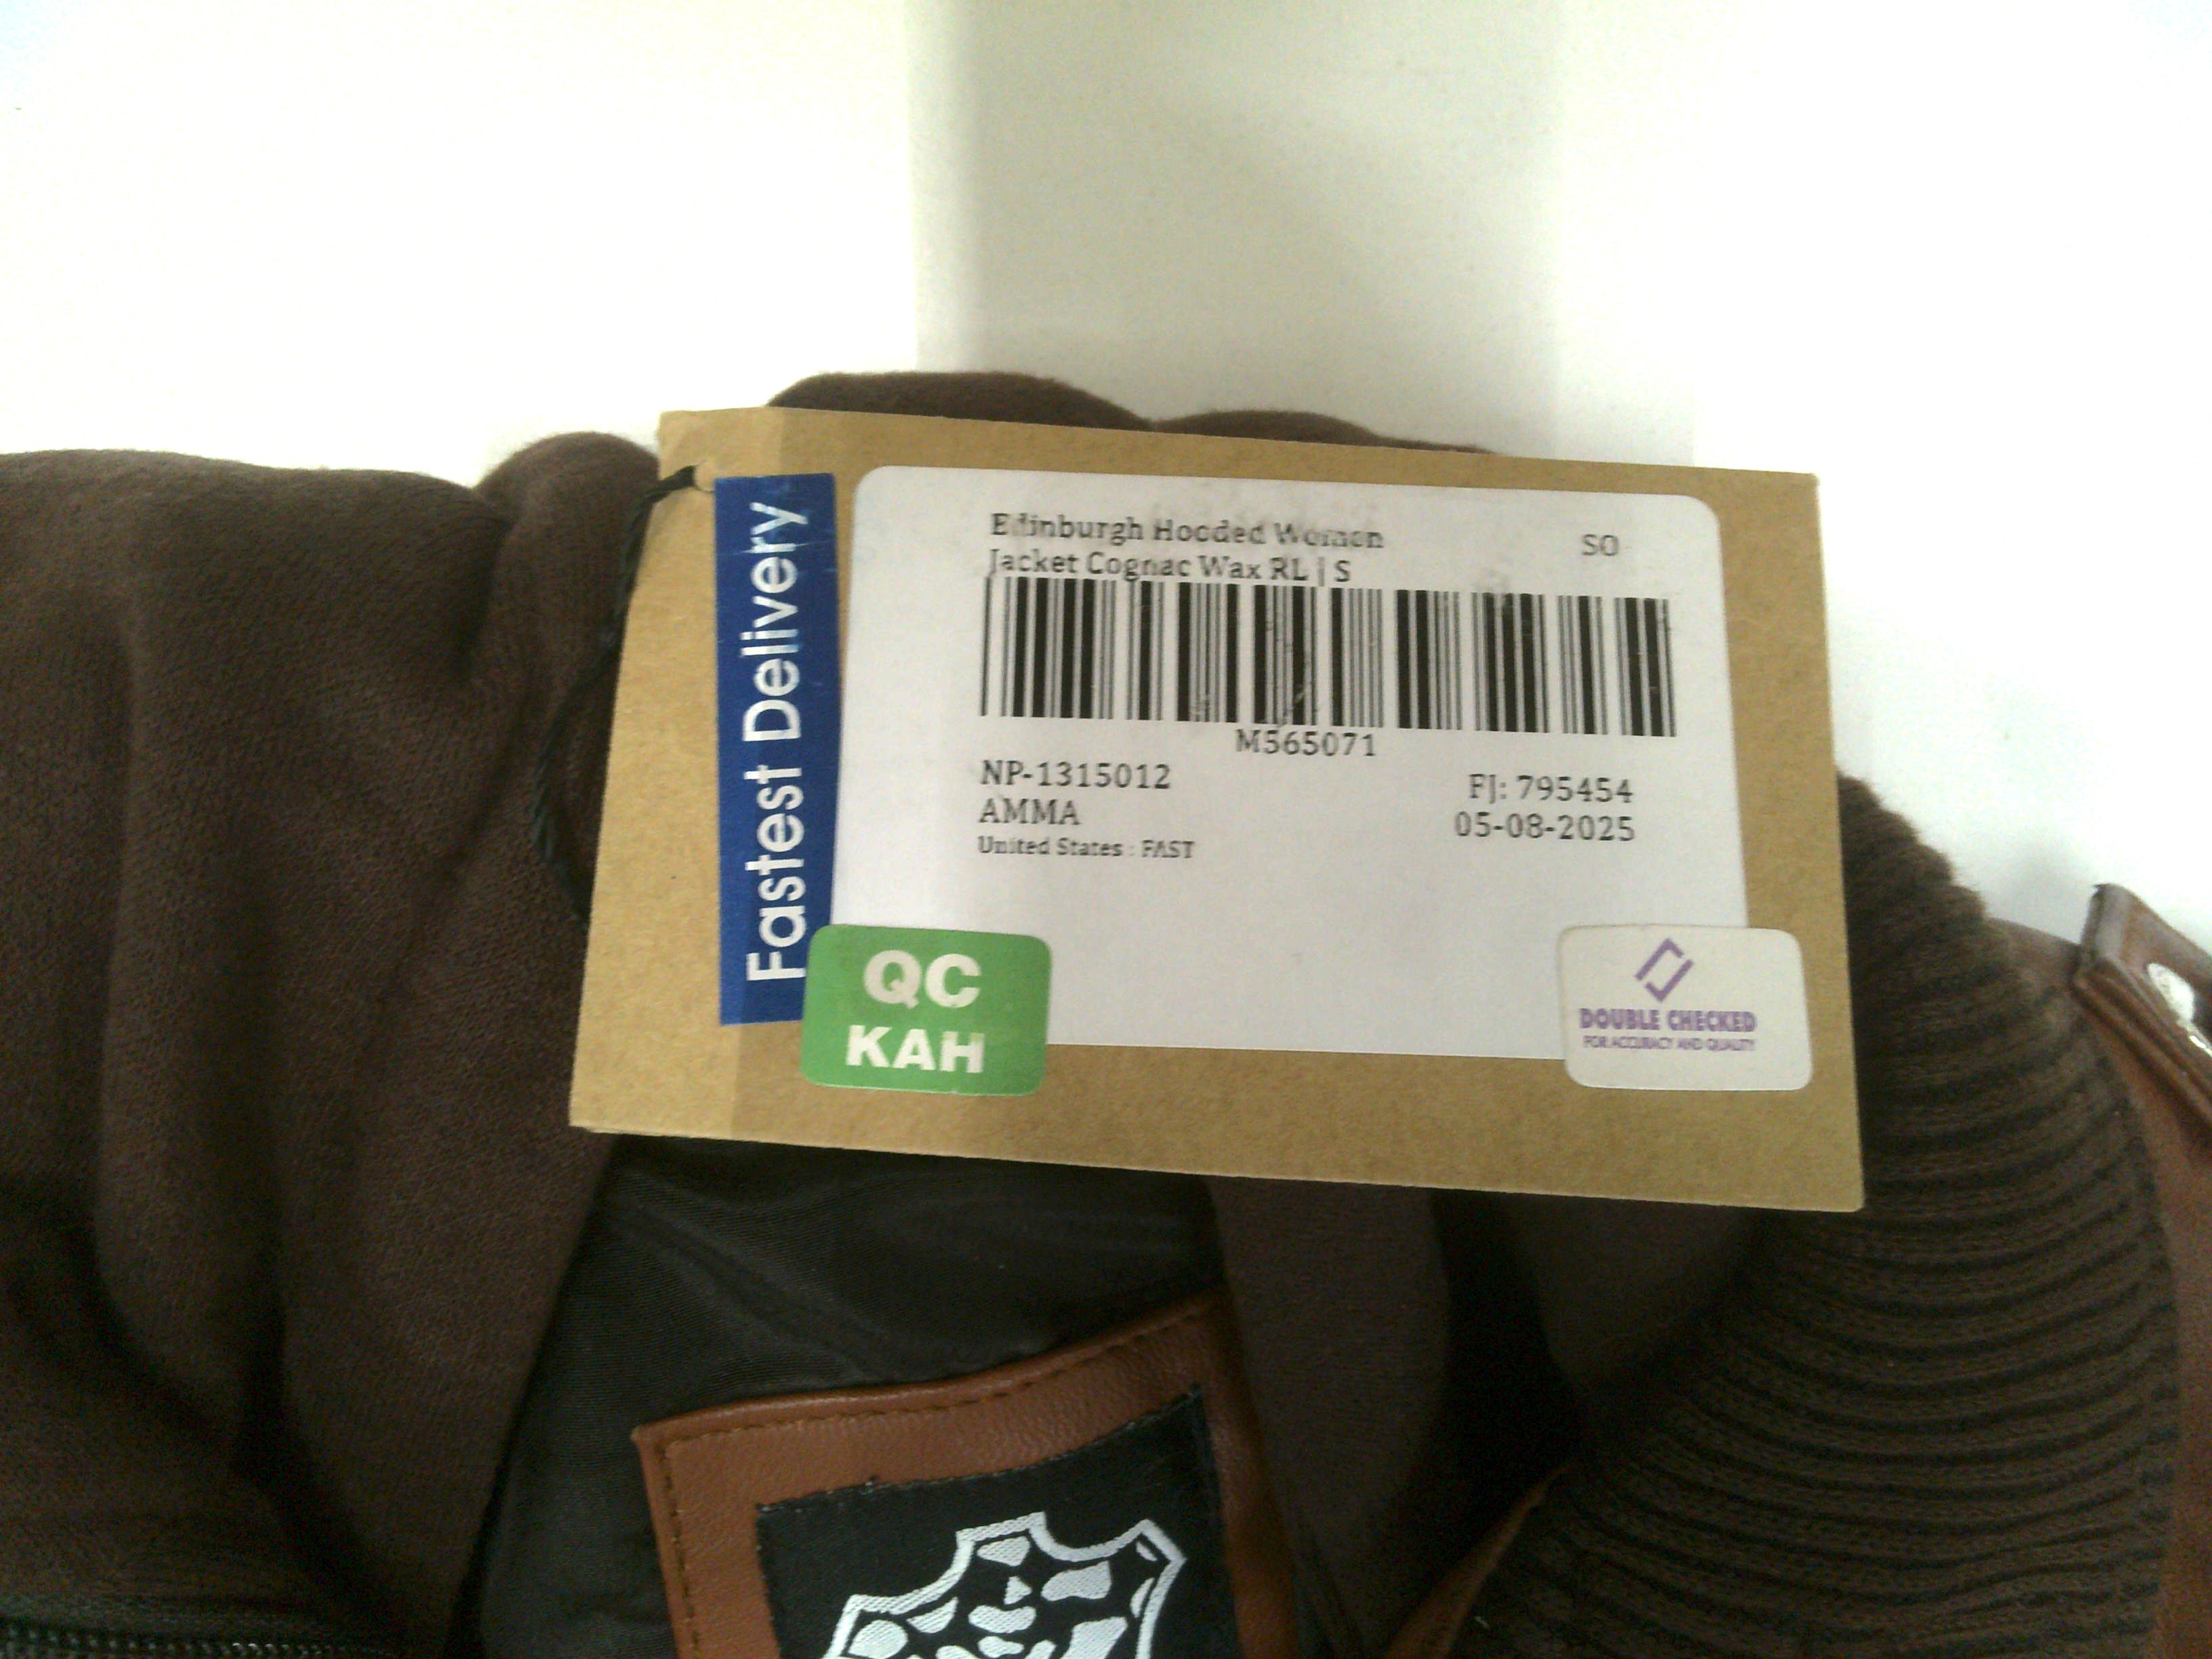 Edinburgh Hooded Women
Jacket Cognac Wax RL | S
SO
M565071
NP-1315012
AMMA
United States : FAST
FJ: 795454
05-08-2025
Fastest Delivery
QC
KAH
DOUBLE CHECKED
FOR ACCURACY AND QUALITY